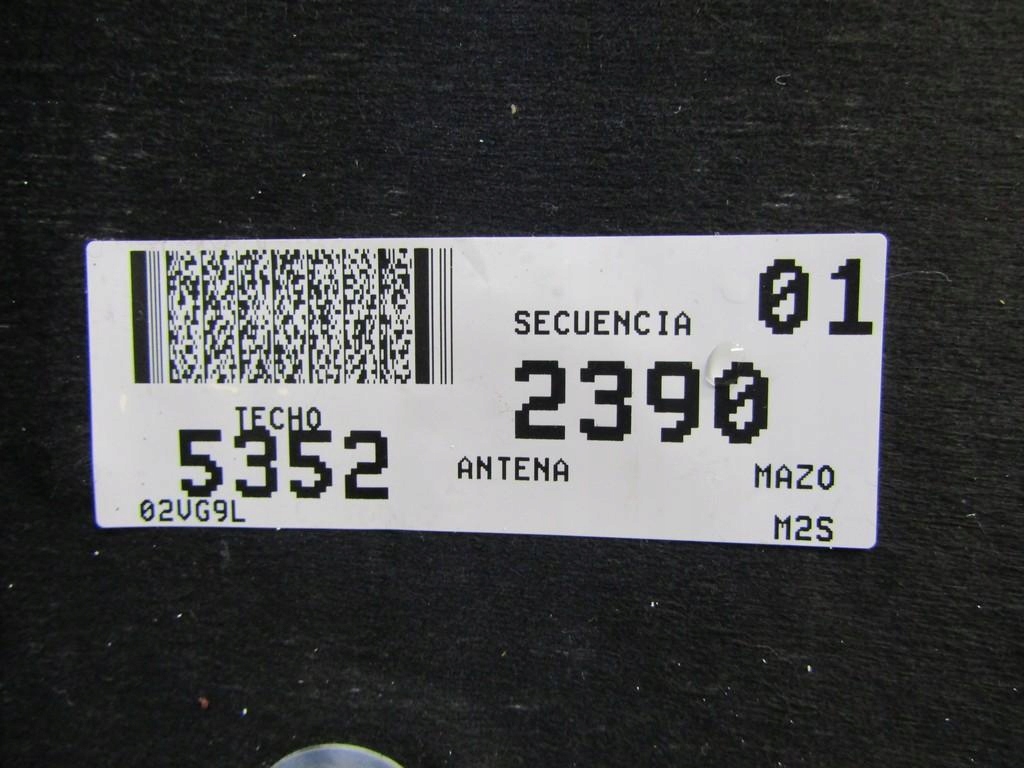 01
SECUENCIA
2390
TECHO
5352
ANTENA
MAZO
02VG9L
M2S